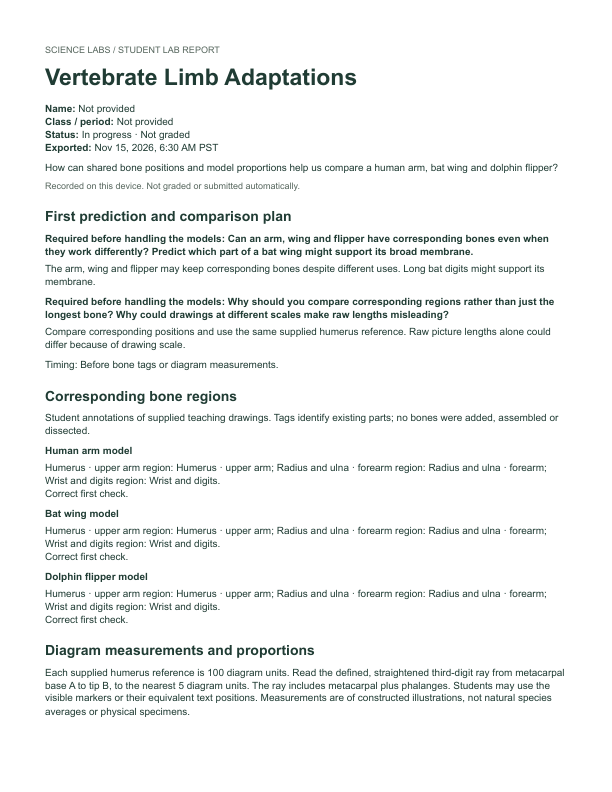 SCIENCE LABS / STUDENT LAB REPORT
Vertebrate Limb Adaptations
Name: Not provided
Class / period: Not provided
Status: In progress · Not graded
Exported: Nov 15, 2026, 6:30 AM PST
How can shared bone positions and model proportions help us compare a human arm, bat wing and dolphin flipper?
Recorded on this device. Not graded or submitted automatically.
First prediction and comparison plan
Required before handling the models: Can an arm, wing and flipper have corresponding bones even when
they work differently? Predict which part of a bat wing might support its broad membrane.
The arm, wing and flipper may keep corresponding bones despite different uses. Long bat digits might support its
membrane.
Required before handling the models: Why should you compare corresponding regions rather than just the
longest bone? Why could drawings at different scales make raw lengths misleading?
Compare corresponding positions and use the same supplied humerus reference. Raw picture lengths alone could
differ because of drawing scale.
Timing: Before bone tags or diagram measurements.
Corresponding bone regions
Student annotations of supplied teaching drawings. Tags identify existing parts; no bones were added, assembled or
dissected.
Human arm model
Humerus · upper arm region: Humerus · upper arm; Radius and ulna · forearm region: Radius and ulna · forearm;
Wrist and digits region: Wrist and digits.
Correct first check.
Bat wing model
Humerus · upper arm region: Humerus · upper arm; Radius and ulna · forearm region: Radius and ulna · forearm;
Wrist and digits region: Wrist and digits.
Correct first check.
Dolphin flipper model
Humerus · upper arm region: Humerus · upper arm; Radius and ulna · forearm region: Radius and ulna · forearm;
Wrist and digits region: Wrist and digits.
Correct first check.
Diagram measurements and proportions
Each supplied humerus reference is 100 diagram units. Read the defined, straightened third-digit ray from metacarpal
base A to tip B, to the nearest 5 diagram units. The ray includes metacarpal plus phalanges. Students may use the
visible markers or their equivalent text positions. Measurements are of constructed illustrations, not natural species
averages or physical specimens.